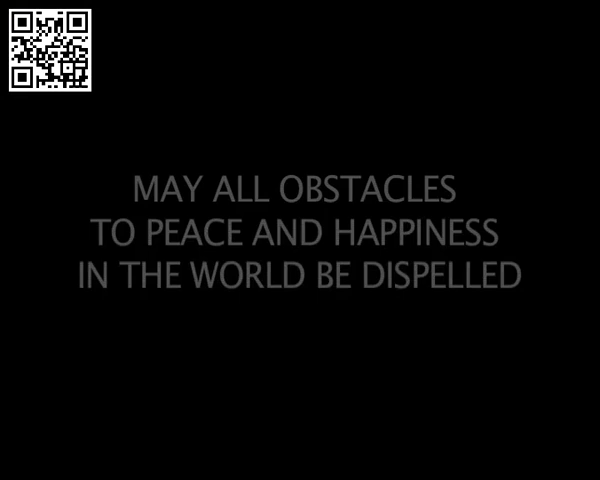 MAY ALL OBSTACLES
TO PEACE AND HAPPINESS
IN THE WORLD BE DISPELLED